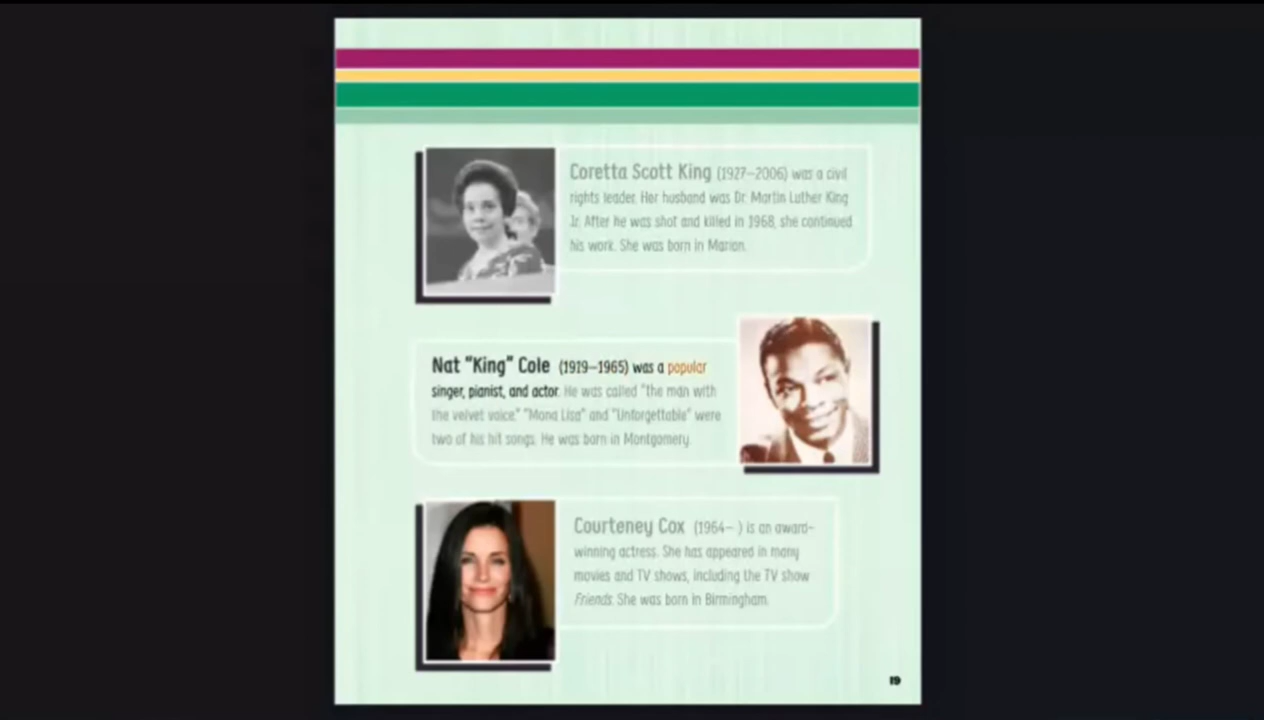 Coretta Scott King (1927–2006) was a civil
rights leader. Her husband was Dr. Martin Luther King
Jr. After he was shot and killed in 1968, she continued
his work. She was born in Marion.
Nat "King" Cole (1919–1965) was a popular
singer, pianist, and actor. He was called "the man with
the velvet voice." "Mona Lisa" and "Unforgettable" were
two of his hit songs. He was born in Montgomery.
Courteney Cox (1964– ) is an award-
winning actress. She has appeared in many
movies and TV shows, including the TV show
Friends. She was born in Birmingham.
19